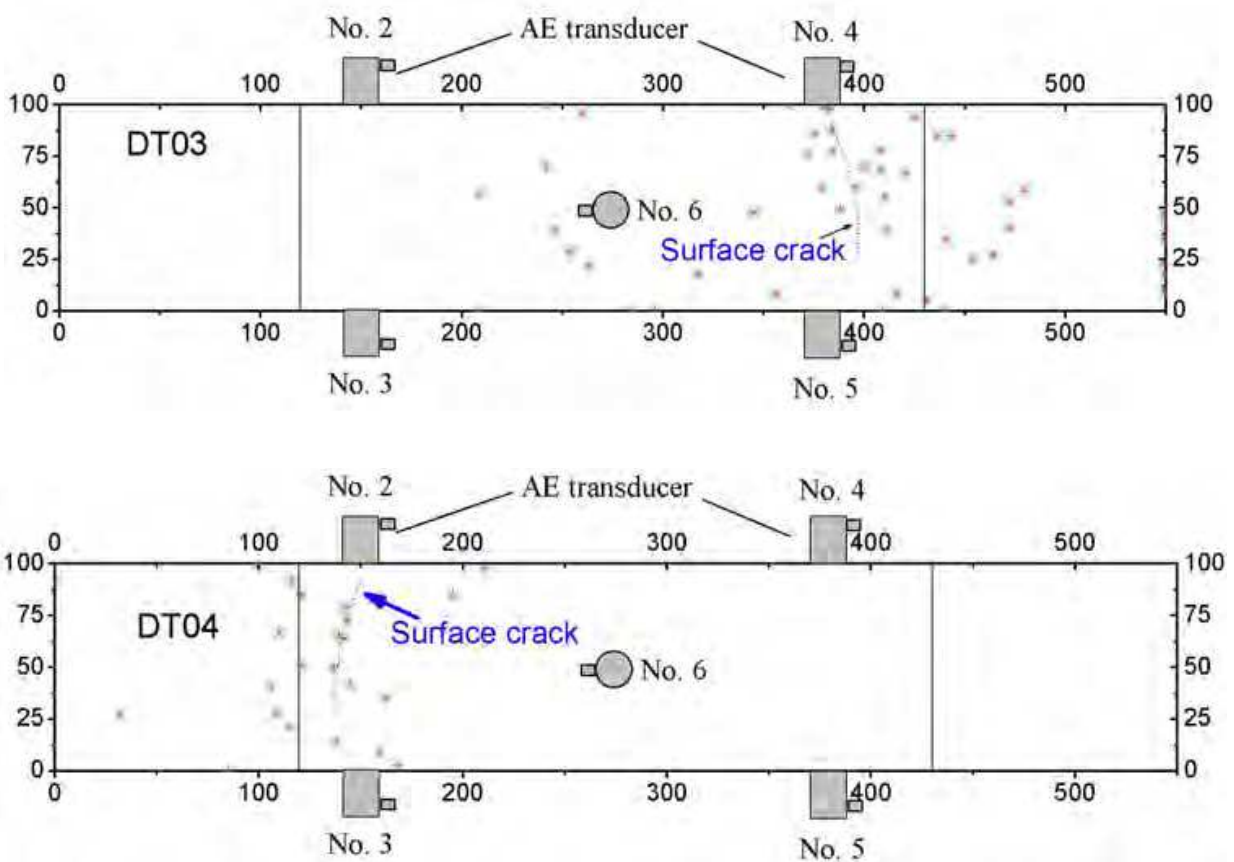 No. 2 AE transducer No. 4
0 100 200 300 400 500
100 100
DT03
75 75
50 No. 6 50
Surface crack
25 25
0 0
0 100 200 300 400 500
No. 3 No. 5
No. 2 AE transducer No. 4
0 100 200 300 400 500
100 100
75 75
DT04 Surface crack
50 No. 6 50
25 25
0 0
0 100 200 300 400 500
No. 3 No. 5